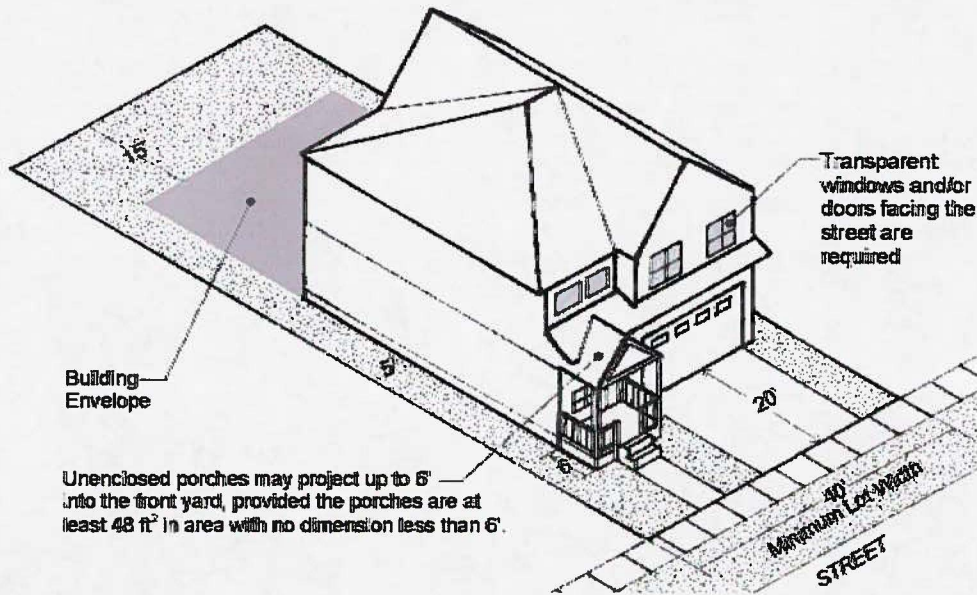 15'
Transparent
windows and/or
doors facing the
street are
required
Building
Envelope
5'
20'
6'
Unenclosed porches may project up to 6'
into the front yard, provided the porches are at
least 48 ft² in area with no dimension less than 6'.
40'
Minimum Lot Width
STREET